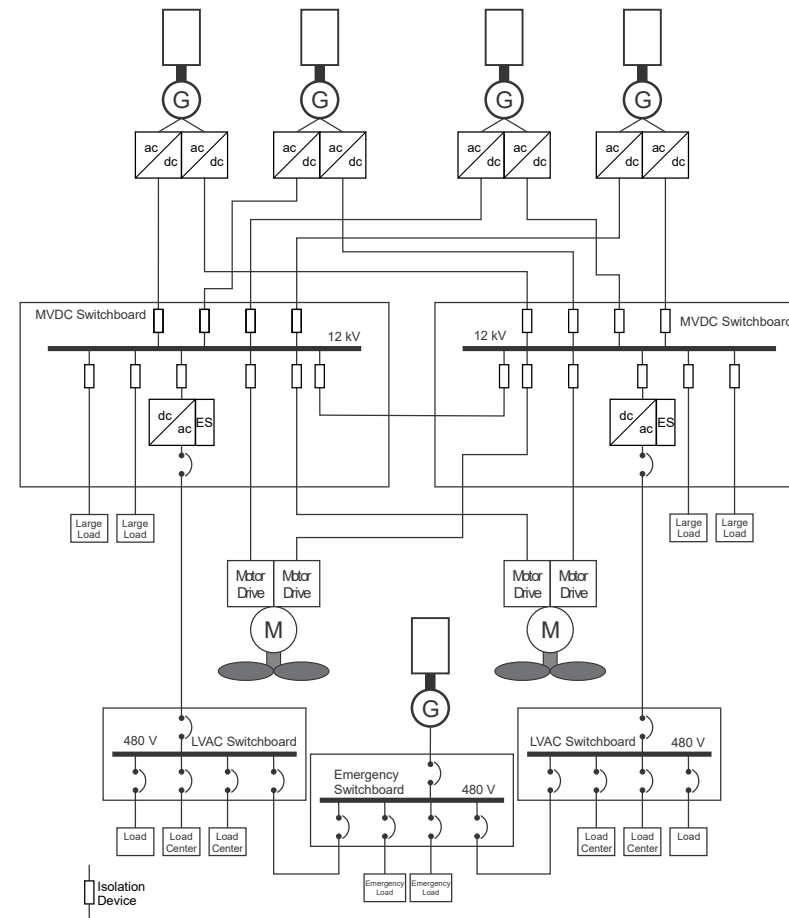 G G G G
ac dc ac dc ac dc ac dc ac dc ac dc ac dc ac dc
MVDC Switchboard
MVDC Switchboard
12 kV
12 kV
dc ac ES
dc ac ES
Large
Load
Large
Load
Large
Load
Large
Load
Motor
Drive
Motor
Drive
Motor
Drive
Motor
Drive
M
M
G
480 V
LVAC Switchboard
LVAC Switchboard
480 V
Emergency
Switchboard
480 V
Load
Load
Center
Load
Center
Load
Center
Load
Center
Load
Emergency
Load
Emergency
Load
Isolation
Device